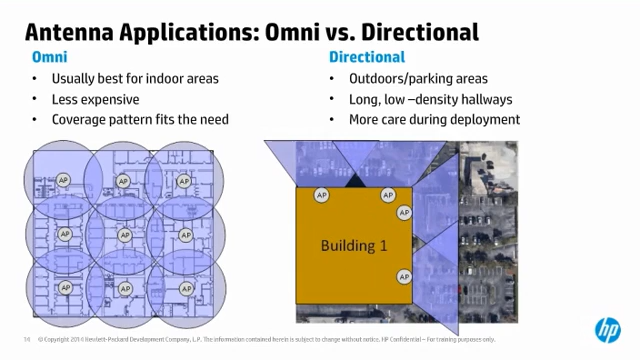 Antenna Applications: Omni vs. Directional
Omni
• Usually best for indoor areas
• Less expensive
• Coverage pattern fits the need
Directional
• Outdoors/parking areas
• Long, low –density hallways
• More care during deployment
AP AP AP
AP AP AP
AP AP AP
AP AP
AP
Building 1
AP
© Copyright 2014 Hewlett-Packard Development Company, L.P. The information contained herein is subject to change without notice. HP Confidential – For training purposes only.
hp